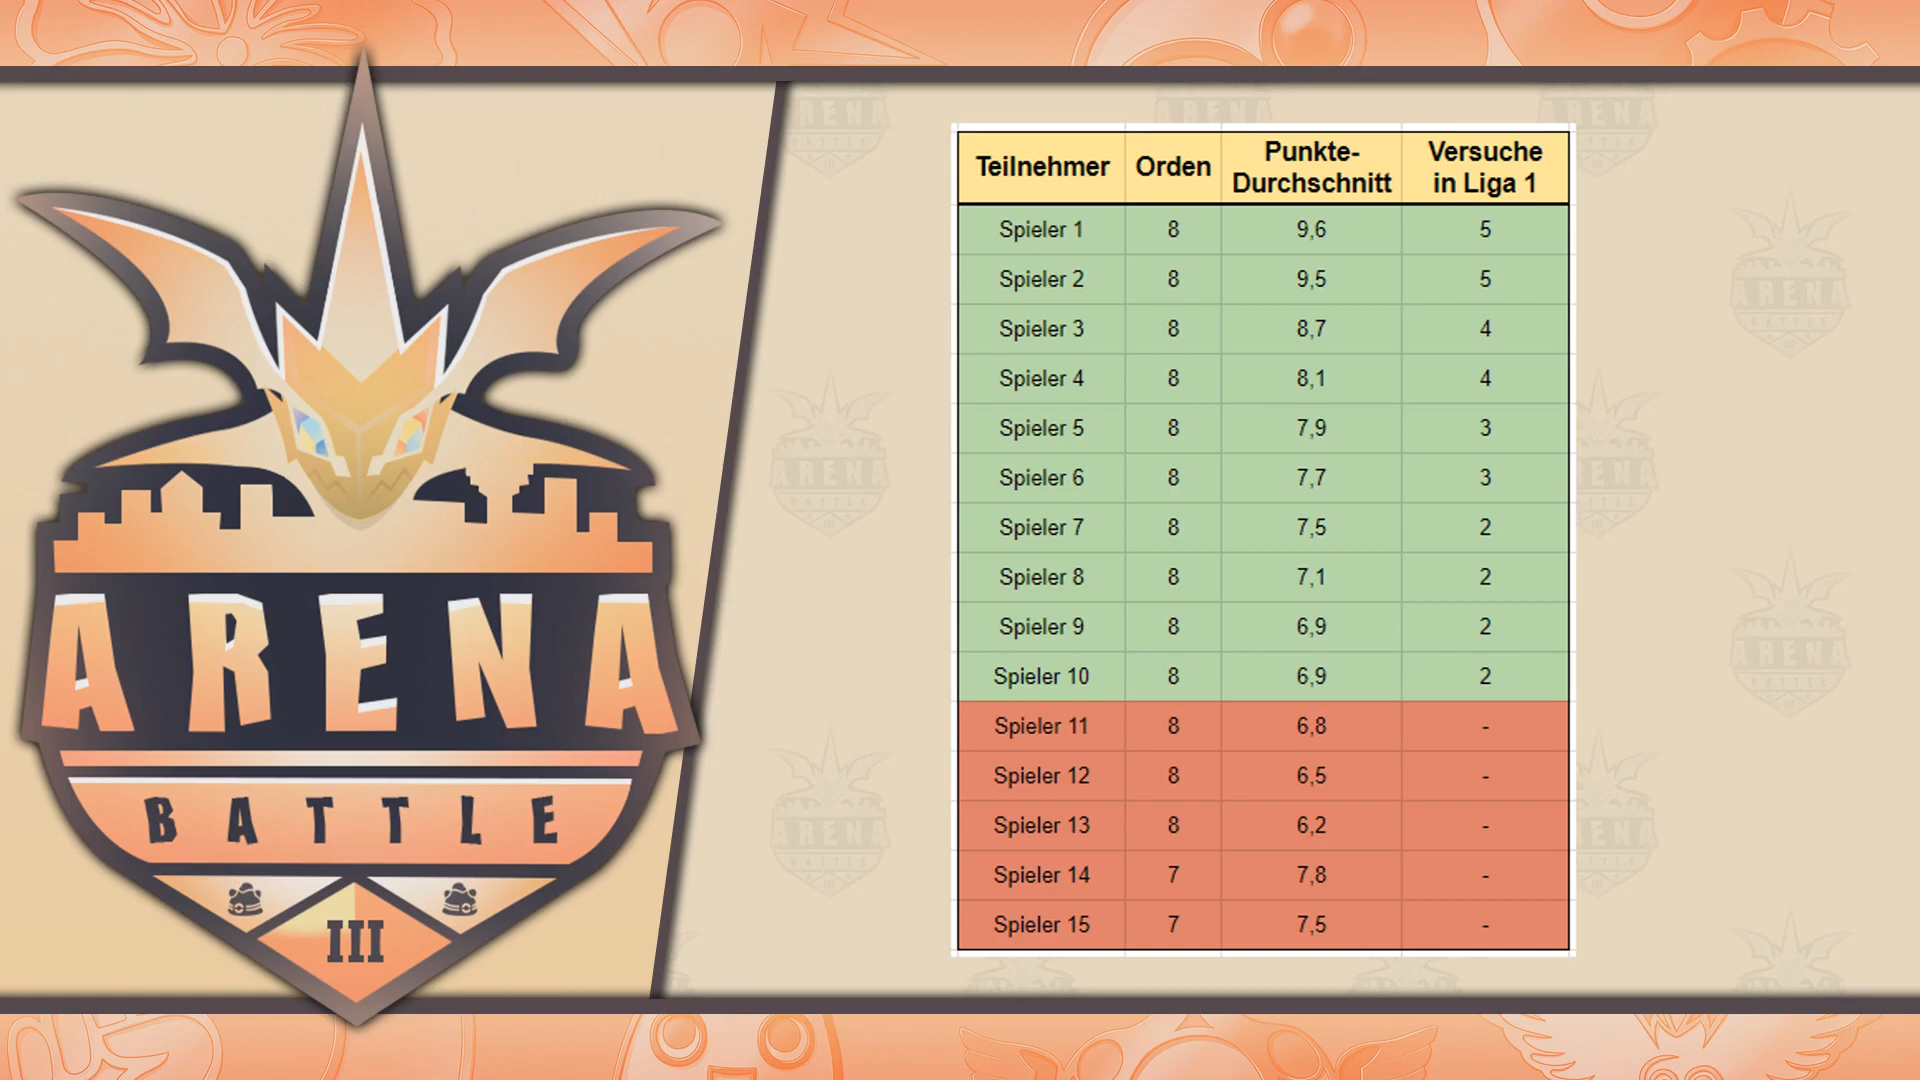 ARENA
BATTLE
III
Teilnehmer Orden Punkte-Durchschnitt Versuche in Liga 1
Spieler 1 8 9,6 5
Spieler 2 8 9,5 5
Spieler 3 8 8,7 4
Spieler 4 8 8,1 4
Spieler 5 8 7,9 3
Spieler 6 8 7,7 3
Spieler 7 8 7,5 2
Spieler 8 8 7,1 2
Spieler 9 8 6,9 2
Spieler 10 8 6,9 2
Spieler 11 8 6,8 -
Spieler 12 8 6,5 -
Spieler 13 8 6,2 -
Spieler 14 7 7,8 -
Spieler 15 7 7,5 -